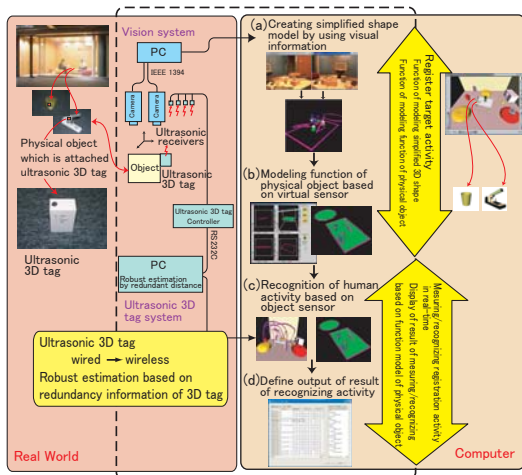 Vision system
PC
IEEE 1394
Camera
Camera
Ultrasonic
receivers
Object
Ultrasonic
3D tag
Physical object
which is attached
ultrasonic 3D tag
Ultrasonic
3D tag
Ultrasonic 3D tag
Controller
RS232C
PC
Robust estimation
by redundant distance
Ultrasonic 3D
tag system
Ultrasonic 3D tag
wired → wireless
Robust estimation based on
redundancy information of 3D tag
Real World
(a)Creating simplified shape
model by using visual
information
(b)Modeling function of
physical object based on
virtual sensor
(c)Recognition of human
activity based on
object sensor
(d)Define output of result
of recognizing activity
Register target activity
Function of modeling simplified 3D shape
Function of modeling function of physical object
Mesuring/recognizing registration activity
in real-time
Display of result of mesuring/recognizing
based on function model of physical object
Computer